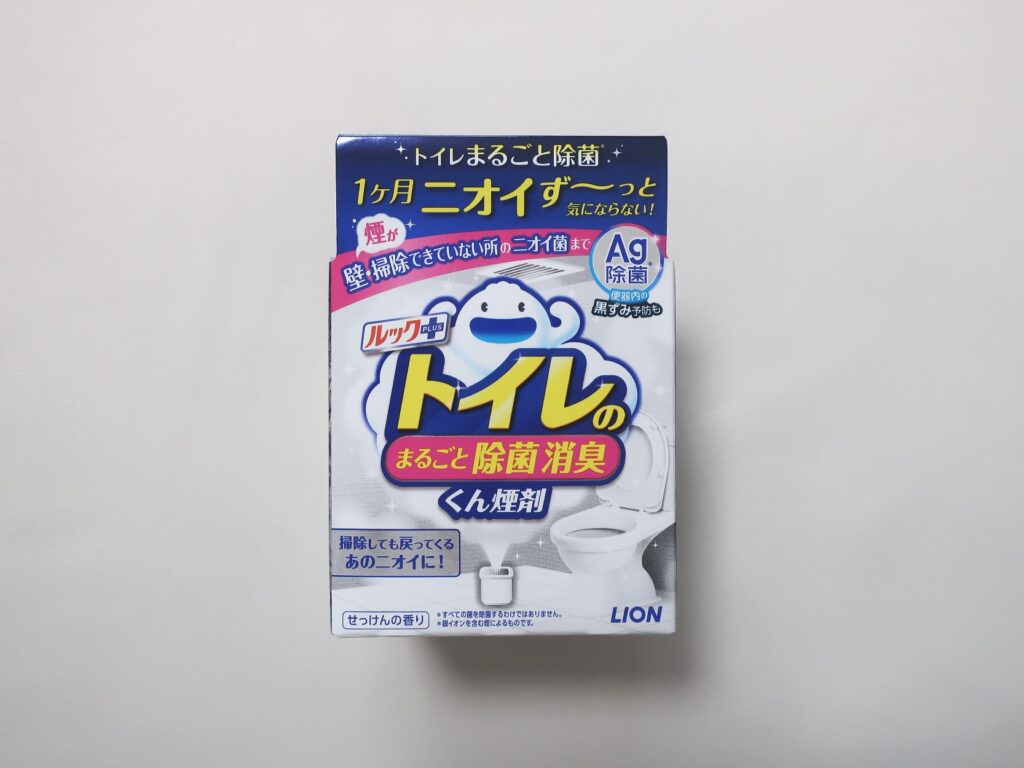 トイレまるごと除菌*
1ヶ月 ニオイず〜っと
気にならない!
煙が
壁・掃除できていない所のニオイ菌まで
Ag
除菌*
便器内の
黒ずみ予防も
ルックPLUS
トイレの
まるごと 除菌 消臭
くん煙剤
掃除しても戻ってくる
あのニオイに!
せっけんの香り
*すべての菌を除菌するわけではありません。
*銀イオンを含む煙によるものです。
LION